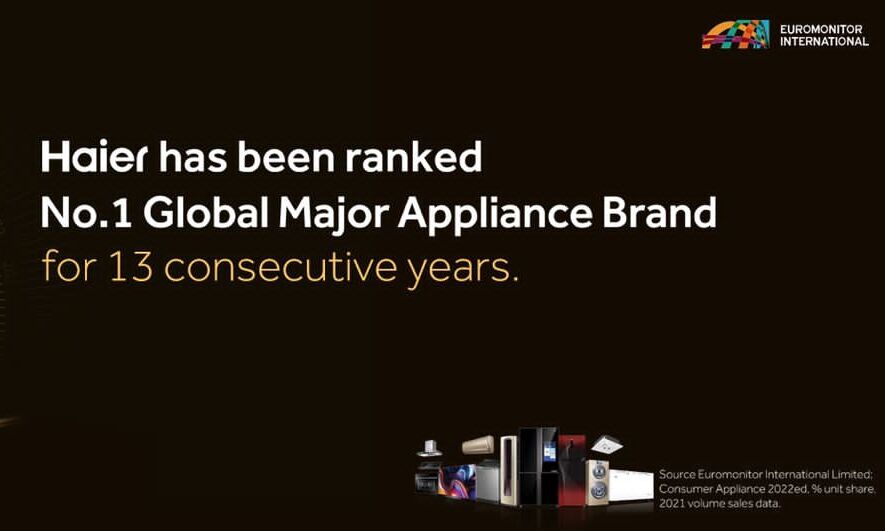 EUROMONITOR
INTERNATIONAL
Haier has been ranked
No.1 Global Major Appliance Brand
for 13 consecutive years.
Source Euromonitor International Limited;
Consumer Appliance 2022ed, % unit share,
2021 volume sales data.